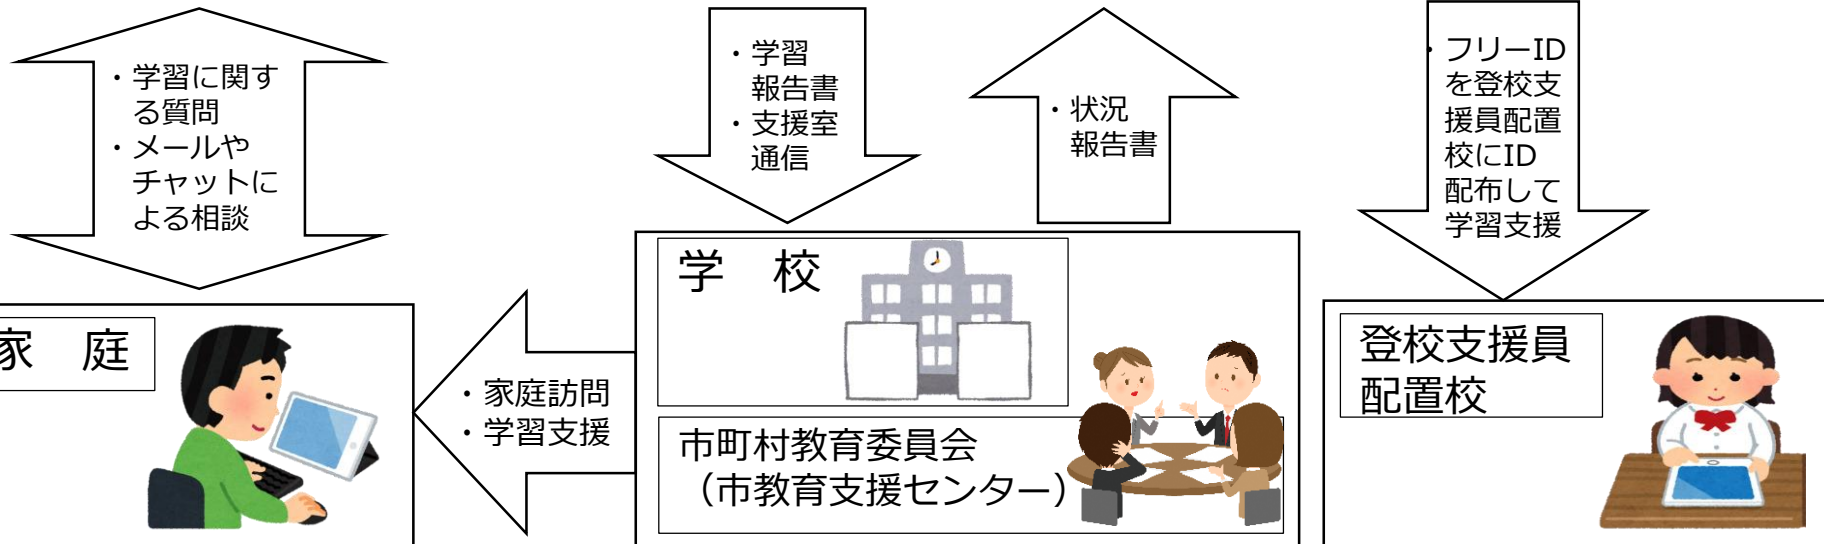 ・学習に関す
る質問
・メールや
チャットに
よる相談
・学習
報告書
・支援室
通信
・状況
報告書
・フリーID
を登校支
援員配置
校にID
配布して
学習支援
家　庭
・家庭訪問
・学習支援
学　校
市町村教育委員会
（市教育支援センター）
登校支援員
配置校